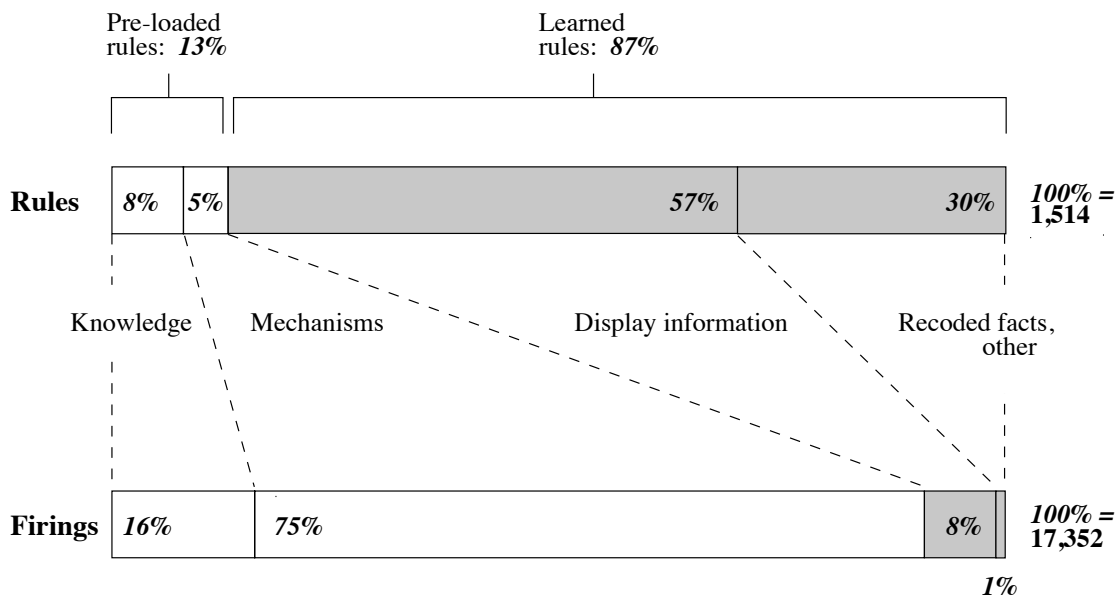 Pre-loaded
rules: 13%
Learned
rules: 87%
Rules
8%
5%
57%
30%
100% =
1,514
Knowledge
Mechanisms
Display information
Recoded facts,
other
Firings
16%
75%
8%
100% =
17,352
1%